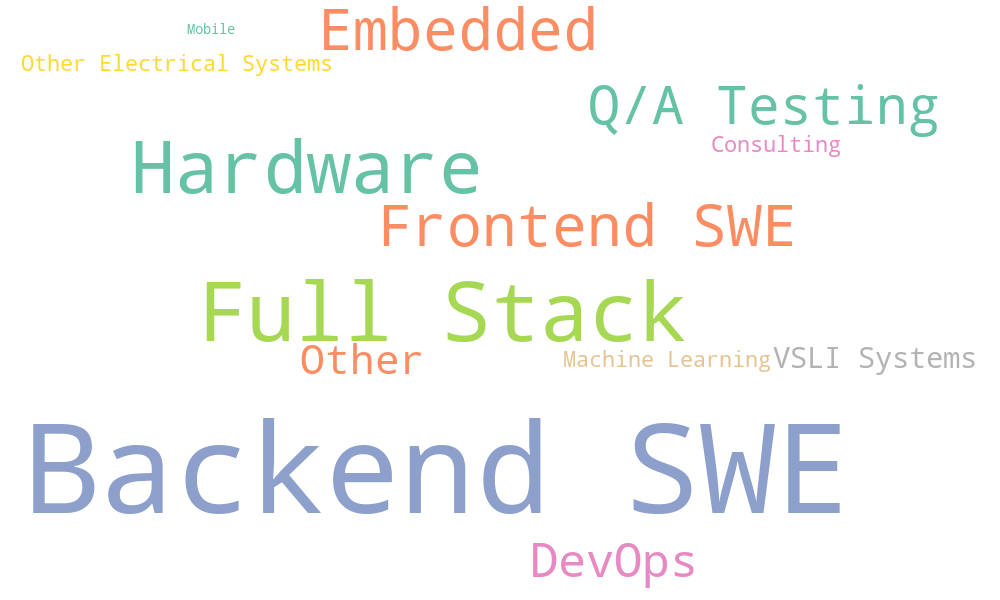 Embedded
Mobile
Other Electrical Systems
Q/A Testing
Consulting
Hardware
Frontend SWE
Full Stack
Other
Machine Learning
VSLI Systems
Backend SWE
DevOps